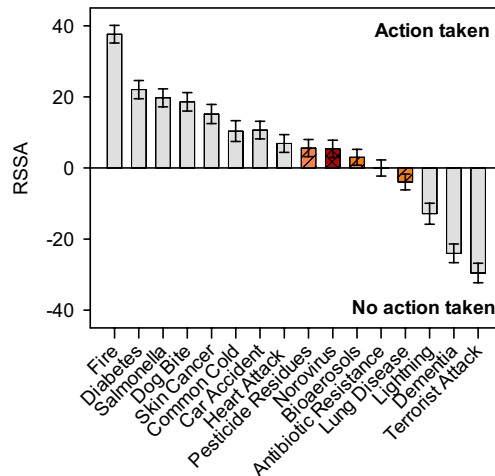 Action taken
40
20
0
-20
-40
RSSA
No action taken
Fire
Diabetes
Salmonella
Dog Bite
Skin Cancer
Common Cold
Car Accident
Heart Attack
Pesticide Residues
Norovirus
Bioaerosols
Antibiotic Resistance
Lung Disease
Lightning
Dementia
Terrorist Attack